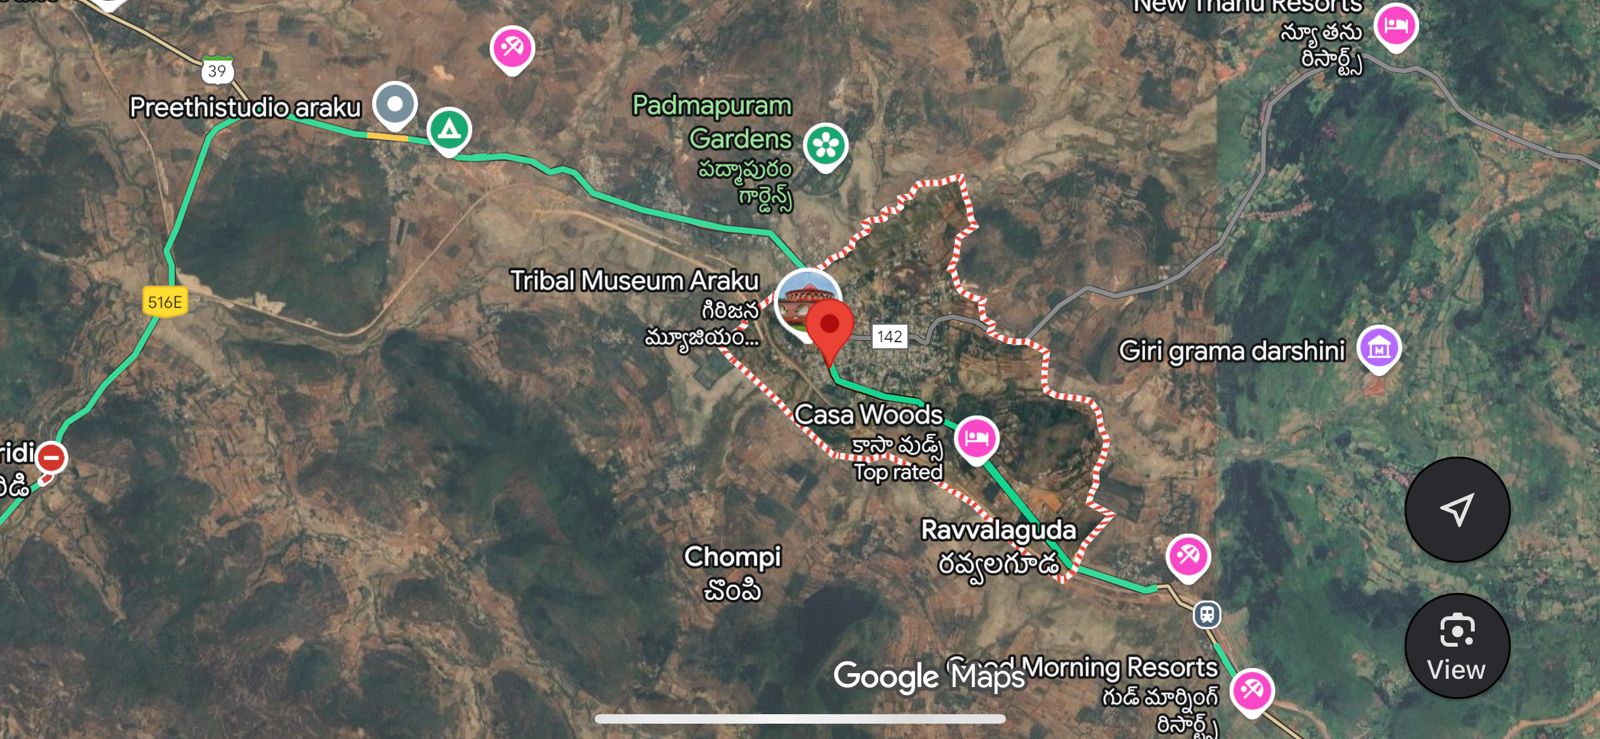 New Thanu Resorts
న్యూ తను
రిసార్ట్స్
39
Preethistudio araku
Padmapuram
Gardens
పద్మాపురం
గార్డెన్స్
Tribal Museum Araku
గిరిజన
మ్యూజియం...
516E
142
Giri grama darshini
Casa Woods
కాసా వుడ్స్
Top rated
Ravvalaguda
రవ్వలగూడ
Chompi
చొంపి
Google Maps
Good Morning Resorts
గుడ్ మార్నింగ్
రిసార్ట్స్
View